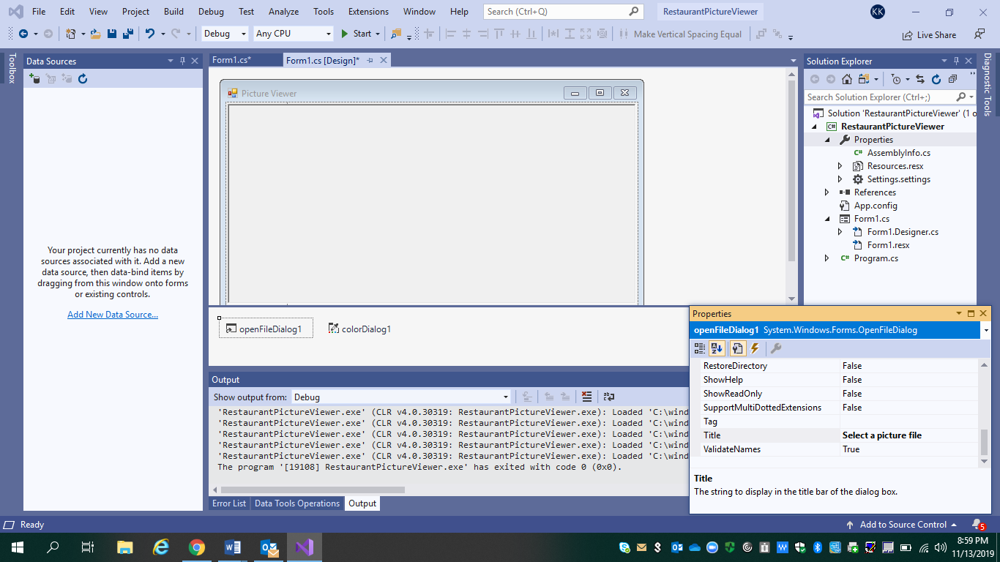 File Edit View Project Build Debug Test Analyze Tools Extensions Window Help Search (Ctrl+Q) RestaurantPictureViewer KK
Debug Any CPU Start Make Vertical Spacing Equal Live Share
Toolbox
Data Sources
Your project currently has no data
sources associated with it. Add a new
data source, then data-bind items by
dragging from this window onto forms
or existing controls.
Add New Data Source...
Form1.cs* Form1.cs [Design]*
Picture Viewer
openFileDialog1 colorDialog1
Output
Show output from: Debug
'RestaurantPictureViewer.exe' (CLR v4.0.30319: RestaurantPictureViewer.exe): Loaded 'C:\wind
'RestaurantPictureViewer.exe' (CLR v4.0.30319: RestaurantPictureViewer.exe): Loaded 'C:\wind
'RestaurantPictureViewer.exe' (CLR v4.0.30319: RestaurantPictureViewer.exe): Loaded 'C:\wind
'RestaurantPictureViewer.exe' (CLR v4.0.30319: RestaurantPictureViewer.exe): Loaded 'C:\wind
'RestaurantPictureViewer.exe' (CLR v4.0.30319: RestaurantPictureViewer.exe): Loaded 'C:\wind
The program '[19108] RestaurantPictureViewer.exe' has exited with code 0 (0x0).
Error List Data Tools Operations Output
Solution Explorer
Search Solution Explorer (Ctrl+;)
Solution 'RestaurantPictureViewer' (1 o
C# RestaurantPictureViewer
Properties
C# AssemblyInfo.cs
Resources.resx
Settings.settings
References
App.config
Form1.cs
Form1.Designer.cs
Form1.resx
C# Program.cs
Diagnostic Tools
Properties
openFileDialog1 System.Windows.Forms.OpenFileDialog
RestoreDirectory False
ShowHelp False
ShowReadOnly False
SupportMultiDottedExtensions False
Tag
Title Select a picture file
ValidateNames True
Title
The string to display in the title bar of the dialog box.
Ready Add to Source Control 5
8:59 PM
11/13/2019